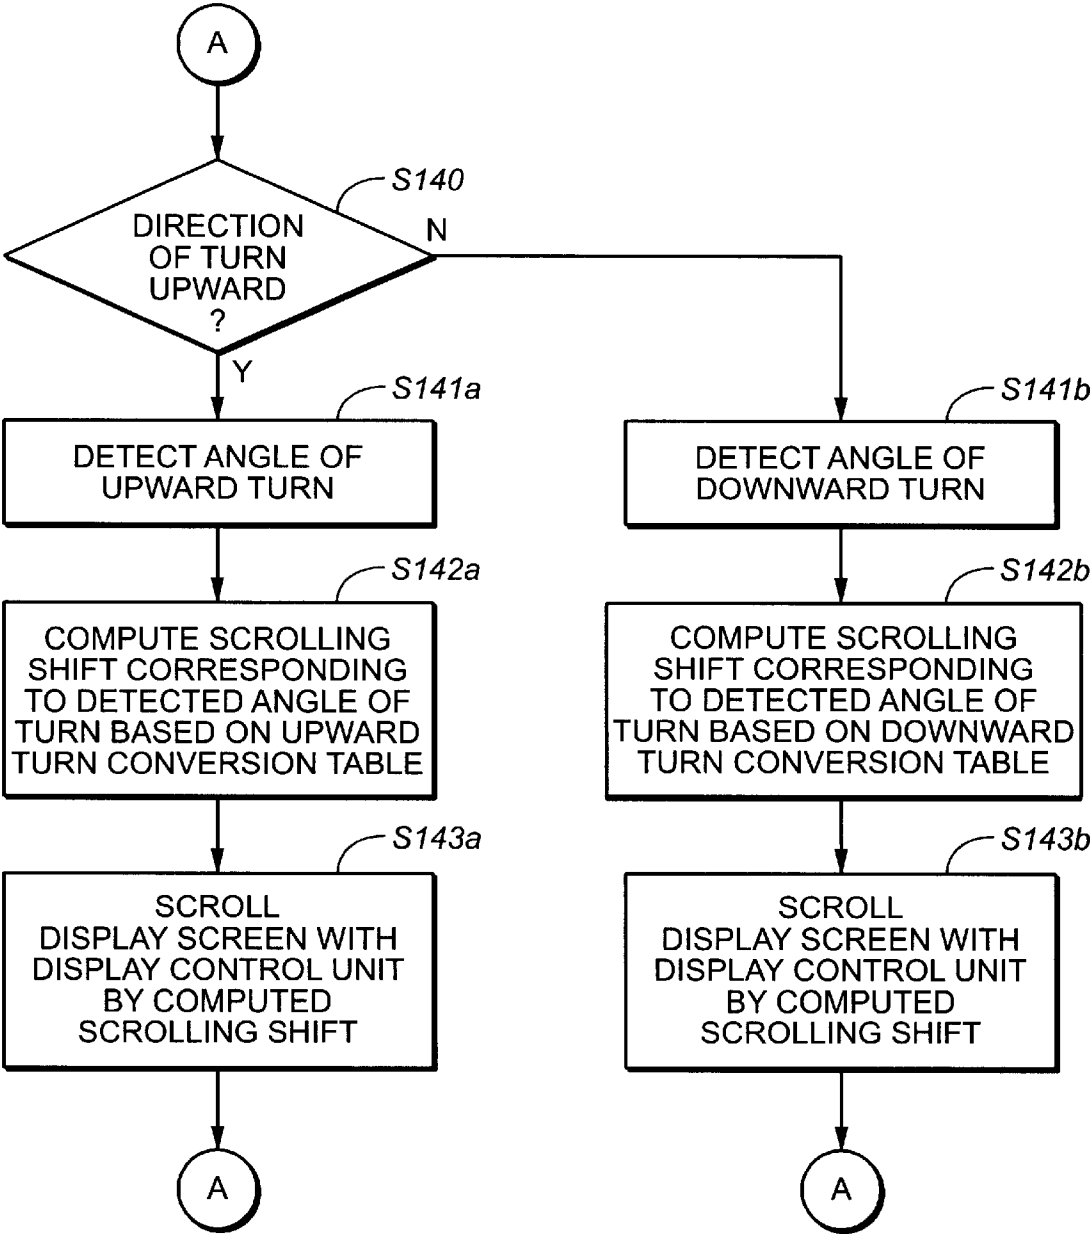 A
S140
DIRECTION
OF TURN
UPWARD
?
N
Y
S141a
DETECT ANGLE OF
UPWARD TURN
S142a
COMPUTE SCROLLING
SHIFT CORRESPONDING
TO DETECTED ANGLE OF
TURN BASED ON UPWARD
TURN CONVERSION TABLE
S143a
SCROLL
DISPLAY SCREEN WITH
DISPLAY CONTROL UNIT
BY COMPUTED
SCROLLING SHIFT
A
S141b
DETECT ANGLE OF
DOWNWARD TURN
S142b
COMPUTE SCROLLING
SHIFT CORRESPONDING
TO DETECTED ANGLE OF
TURN BASED ON DOWNWARD
TURN CONVERSION TABLE
S143b
SCROLL
DISPLAY SCREEN WITH
DISPLAY CONTROL UNIT
BY COMPUTED
SCROLLING SHIFT
A